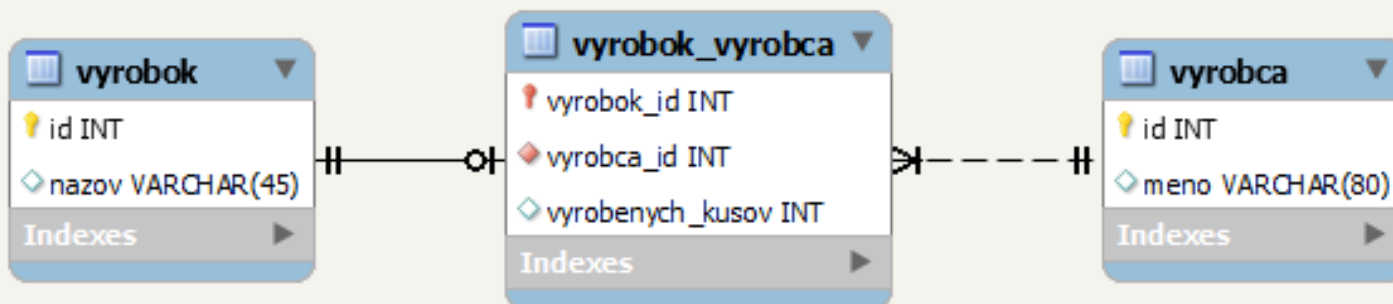 vyrobok
id INT
nazov VARCHAR(45)
Indexes
vyrobok_vyrobca
vyrobok_id INT
vyrobca_id INT
vyrobenych_kusov INT
Indexes
vyrobca
id INT
meno VARCHAR(80)
Indexes